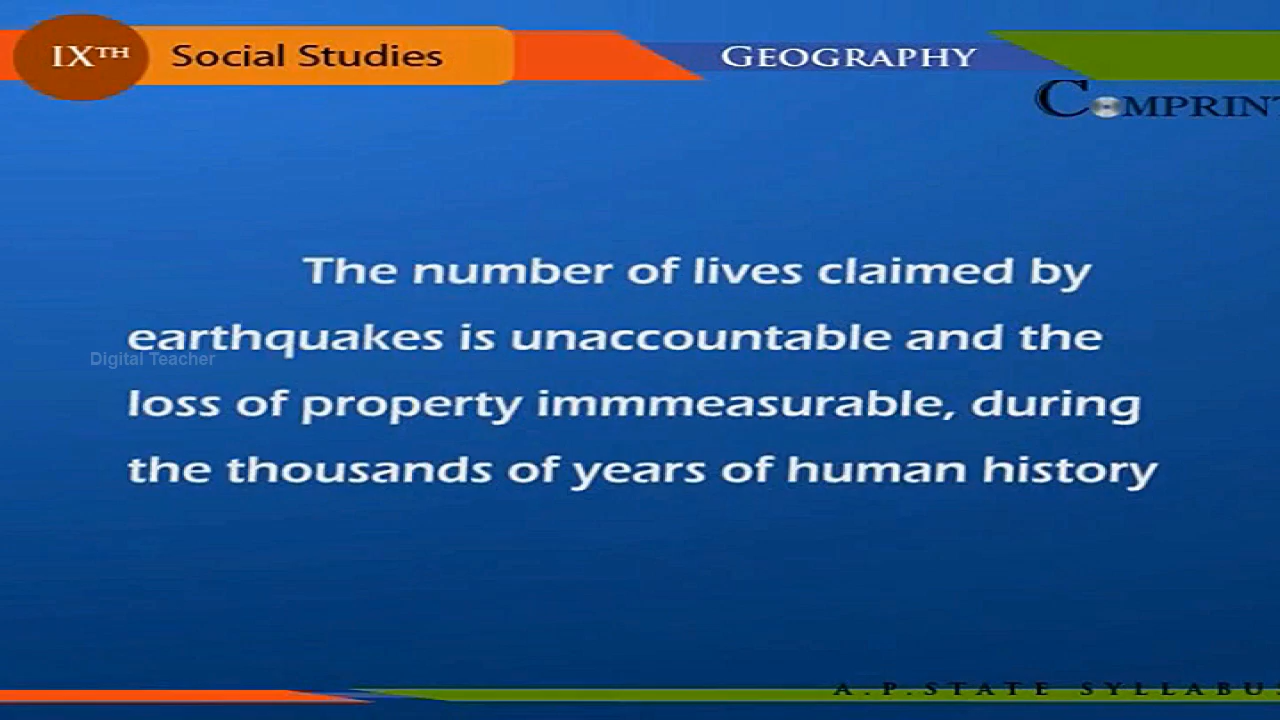 IXTH Social Studies GEOGRAPHY
COMPRINT
The number of lives claimed by
earthquakes is unaccountable and the
Digital Teacher
loss of property immmeasurable, during
the thousands of years of human history
A.P.STATE SYLLABUS